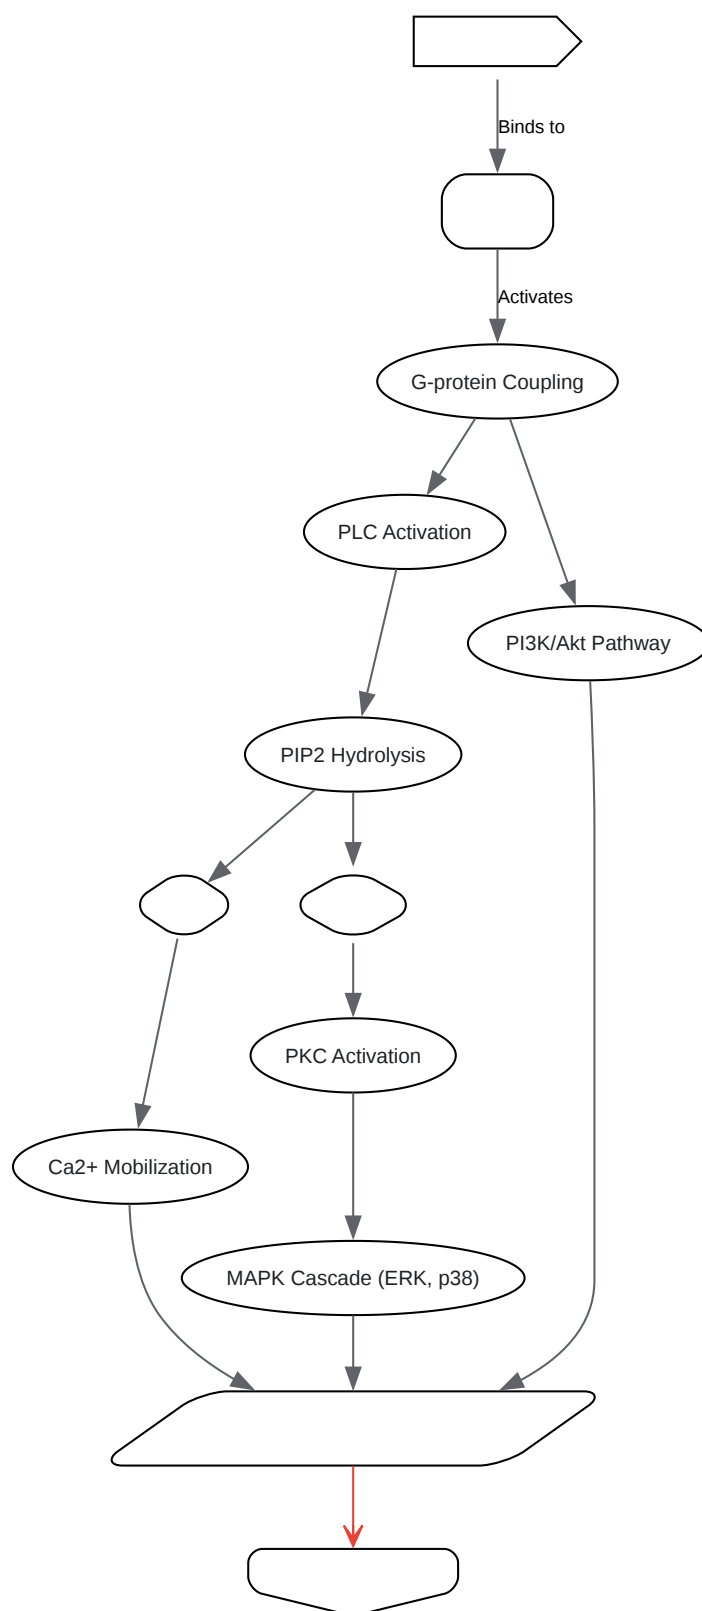 Binds to
Activates
G-protein Coupling
PLC Activation
PI3K/Akt Pathway
PIP2 Hydrolysis
PKC Activation
Ca2+ Mobilization
MAPK Cascade (ERK, p38)